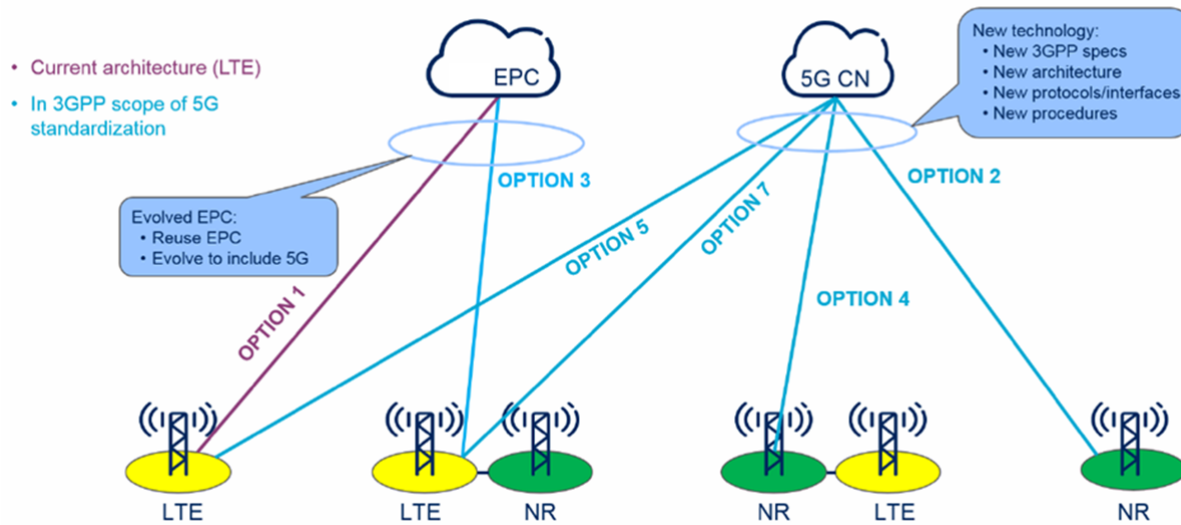 • Current architecture (LTE)
• In 3GPP scope of 5G
standardization
EPC
5G CN
New technology:
• New 3GPP specs
• New architecture
• New protocols/interfaces
• New procedures
Evolved EPC:
• Reuse EPC
• Evolve to include 5G
OPTION 1
OPTION 3
OPTION 5
OPTION 7
OPTION 4
OPTION 2
LTE
LTE
NR
NR
LTE
NR